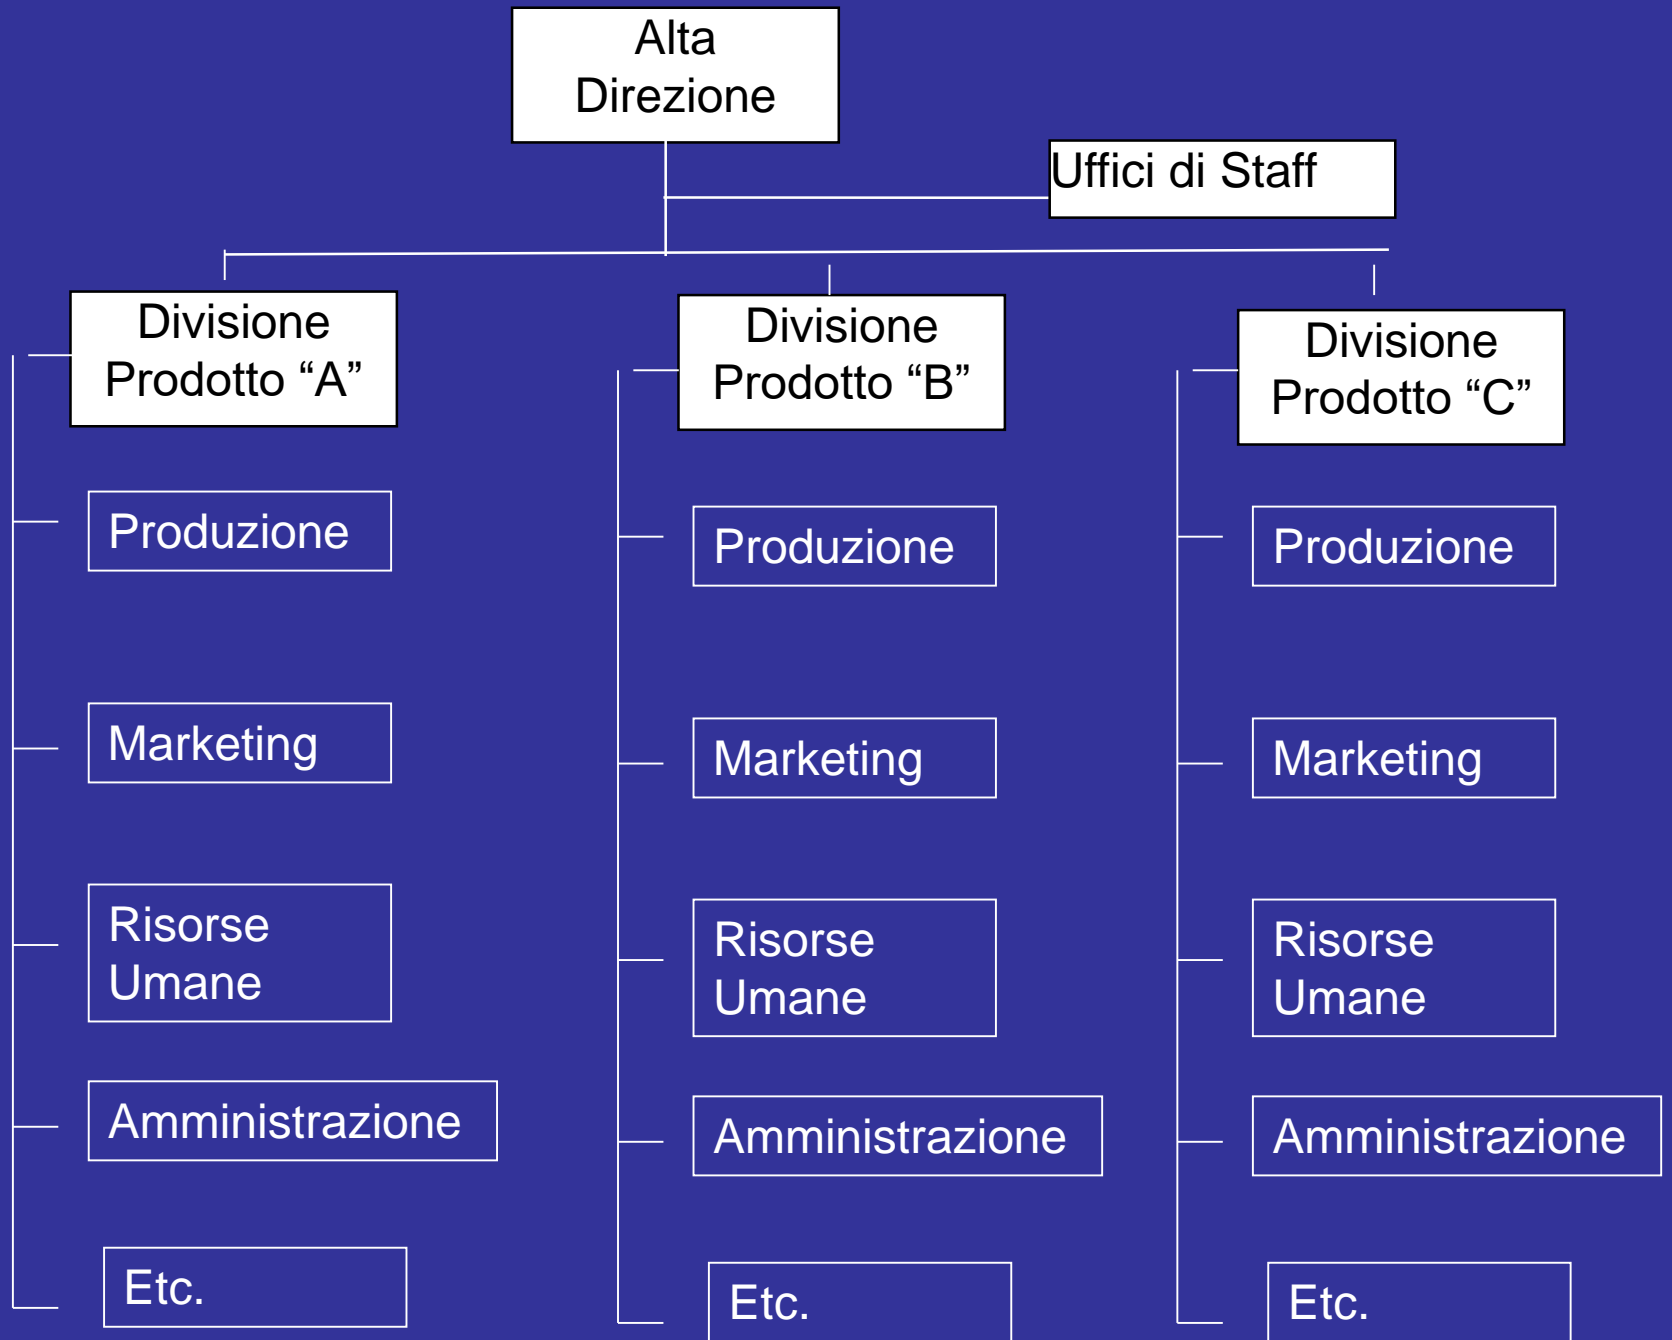 Alta
Direzione
Uffici di Staff
Divisione
Prodotto “A”
Produzione
Marketing
Risorse
Umane
Amministrazione
Etc.
Divisione
Prodotto “B”
Produzione
Marketing
Risorse
Umane
Amministrazione
Etc.
Divisione
Prodotto “C”
Produzione
Marketing
Risorse
Umane
Amministrazione
Etc.